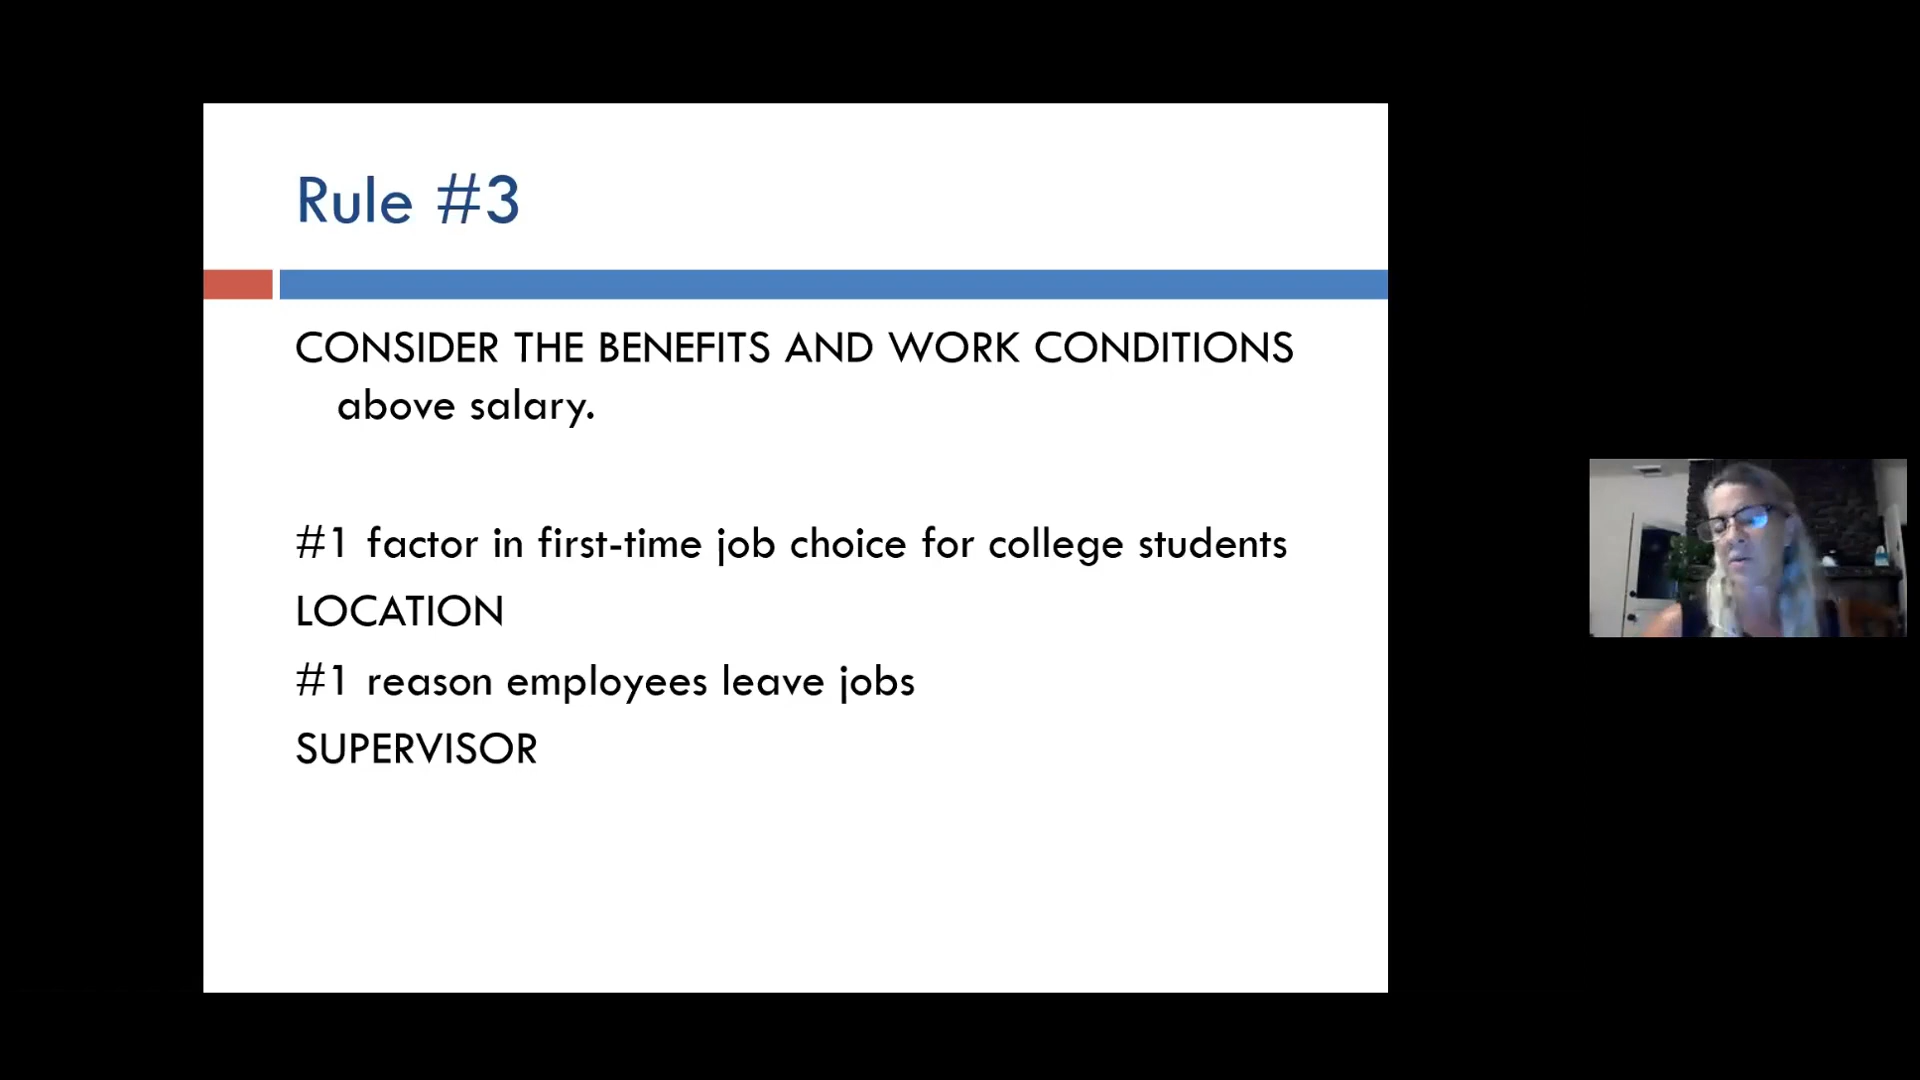 Rule #3
CONSIDER THE BENEFITS AND WORK CONDITIONS
above salary.
#1 factor in first-time job choice for college students
LOCATION
#1 reason employees leave jobs
SUPERVISOR